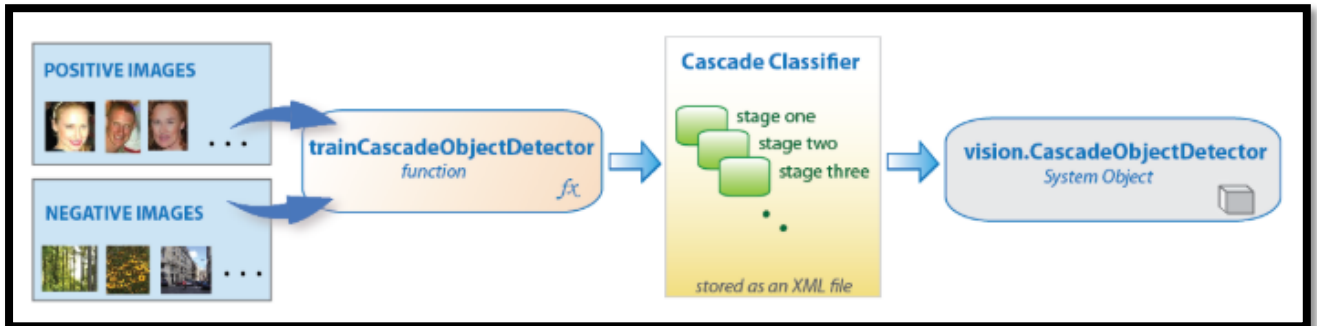 POSITIVE IMAGES
. . .
NEGATIVE IMAGES
. . .
trainCascadeObjectDetector
function
fx
Cascade Classifier
stage one
stage two
stage three
stored as an XML file
vision.CascadeObjectDetector
System Object